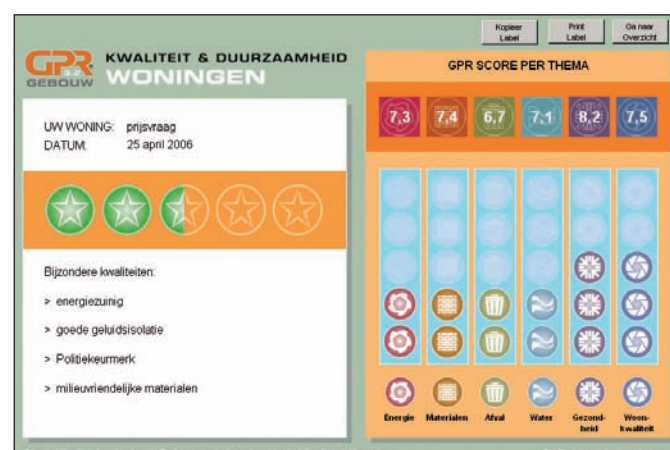 Kopieer
Label
Print
Label
Ga naar
Overzicht
GPR
3.2
GEBOUW
KWALITEIT & DUURZAAMHEID
WONINGEN
UW WONING: prijsvraag
DATUM: 25 april 2006
Bijzondere kwaliteiten:
> energiezuinig
> goede geluidsisolatie
> Politiekeurmerk
> milieuvriendelijke materialen
GPR SCORE PER THEMA
7,3 7,4 6,7 7,1 8,2 7,5
Energie Materialen Afval Water Gezond-
heid Woon-
kwaliteit